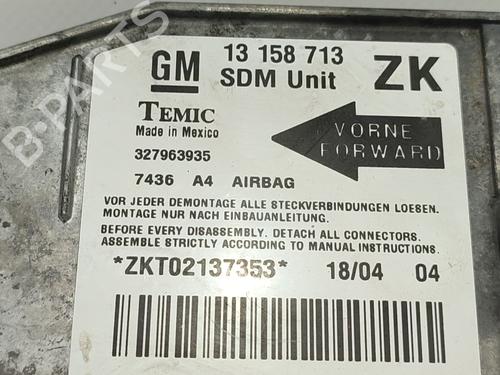 GM 13 158 713 ZK
SDM Unit
TEMIC
Made in Mexico
327963935
VORNE
FORWARD
7436 A4 AIRBAG
VOR JEDER DEMONTAGE ALLE STECKVERBINDUNGEN LOESEN.
MONTAGE NUR NACH EINBAUANLEITUNG.
BEFORE EVERY DISASSEMBLY. DETACH ALL CONNECTORS.
ASSEMBLE STRICTLY ACCORDING TO MANUAL INSTRUCTIONS.
*ZKT02137353* 18/04 04
B-PARTS